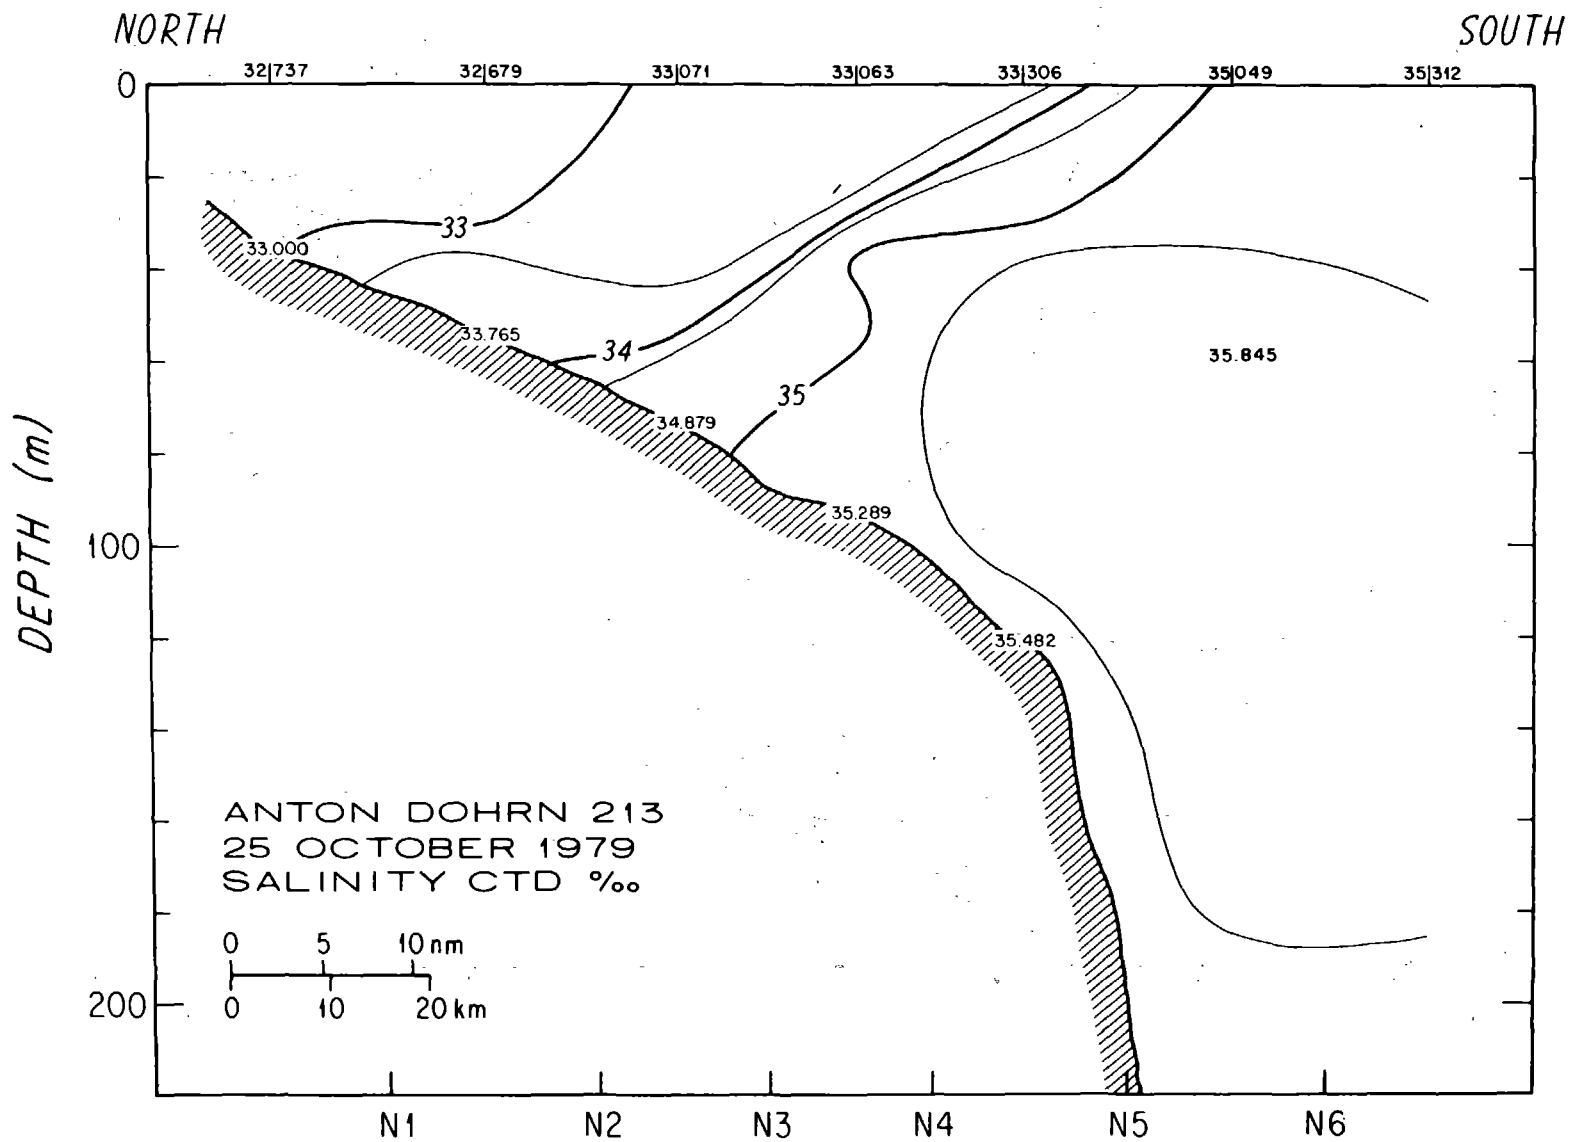 NORTH SOUTH
32|737 32|679 33|071 33|063 33|306 35|049 35|312
0
33
33.000
33.765
34
35.845
35
34.879
DEPTH (m)
35.289
100
35.482
ANTON DOHRN 213
25 OCTOBER 1979
SALINITY CTD ‰
0 5 10 nm
0 10 20 km
200
N1 N2 N3 N4 N5 N6